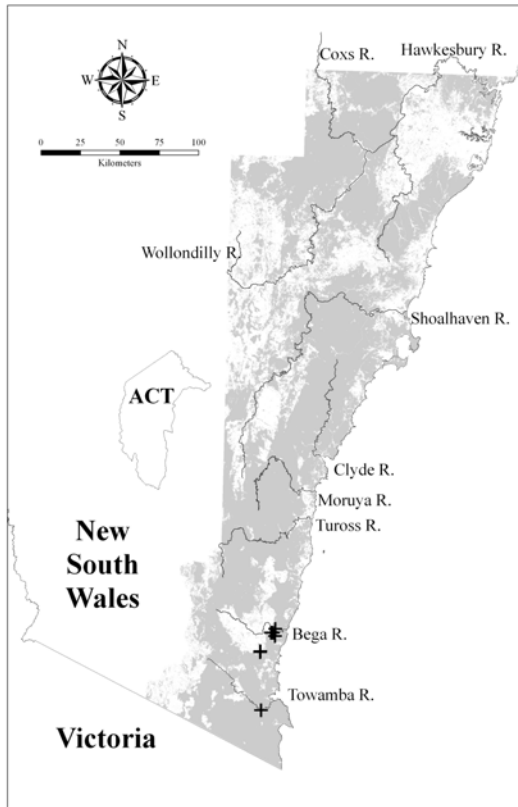 Coxs R.
Hawkesbury R.
N
W E
S
0 25 50 75 100
Kilometers
Wollondilly R.
Shoalhaven R.
ACT
Clyde R.
Moruya R.
Tuross R.
New
South
Wales
Bega R.
Towamba R.
Victoria